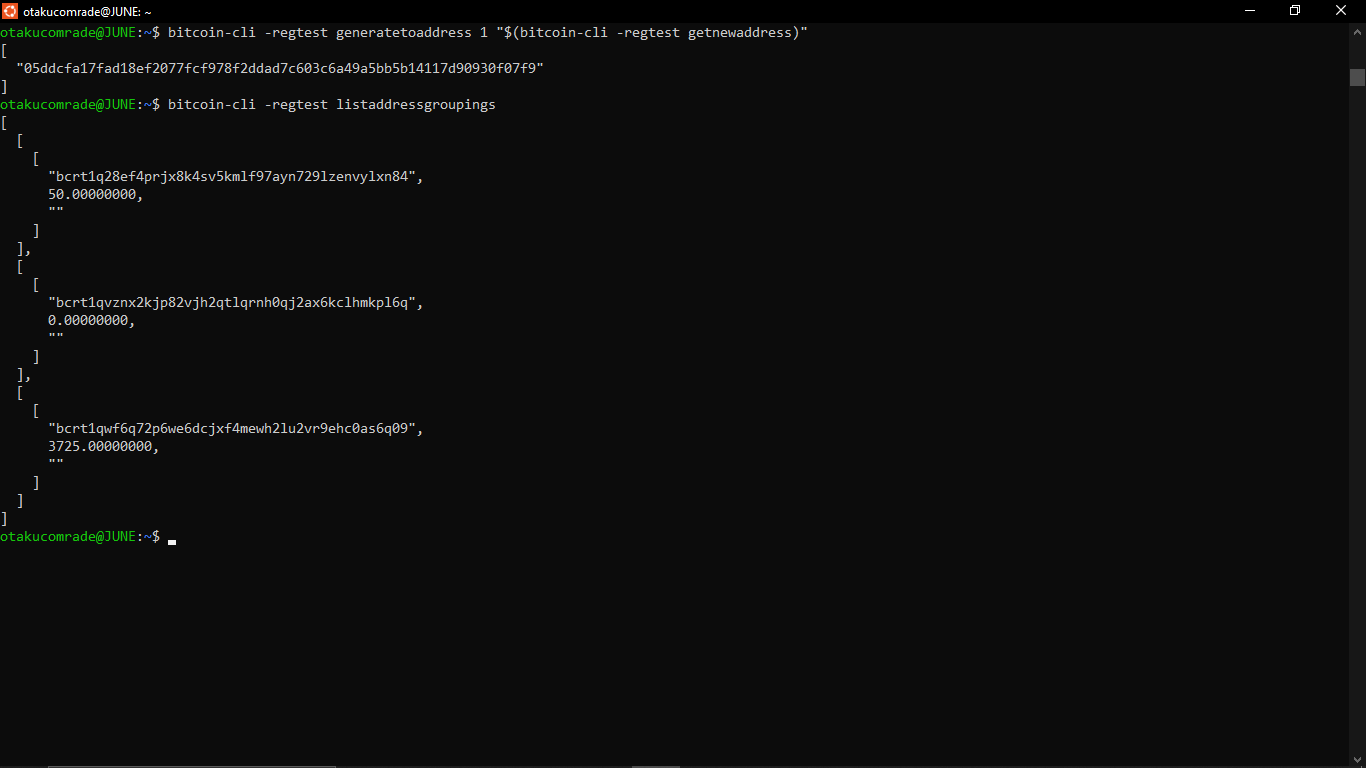 otakucomrade@JUNE: ~
otakucomrade@JUNE:~$ bitcoin-cli -regtest generatetoaddress 1 "$(bitcoin-cli -regtest getnewaddress)"
[
  "05ddcfa17fad18ef2077fcf978f2ddad7c603c6a49a5bb5b14117d90930f07f9"
]
otakucomrade@JUNE:~$ bitcoin-cli -regtest listaddressgroupings
[
  [
    [
      "bcrt1q28ef4prjx8k4sv5kmlf97ayn729lzenvylxn84",
      50.00000000,
      ""
    ]
  ],
  [
    [
      "bcrt1qvznx2kjp82vjh2qtlqrnh0qj2ax6kclhmkpl6q",
      0.00000000,
      ""
    ]
  ],
  [
    [
      "bcrt1qwf6q72p6we6dcjxf4mewh2lu2vr9ehc0as6q09",
      3725.00000000,
      ""
    ]
  ]
]
otakucomrade@JUNE:~$